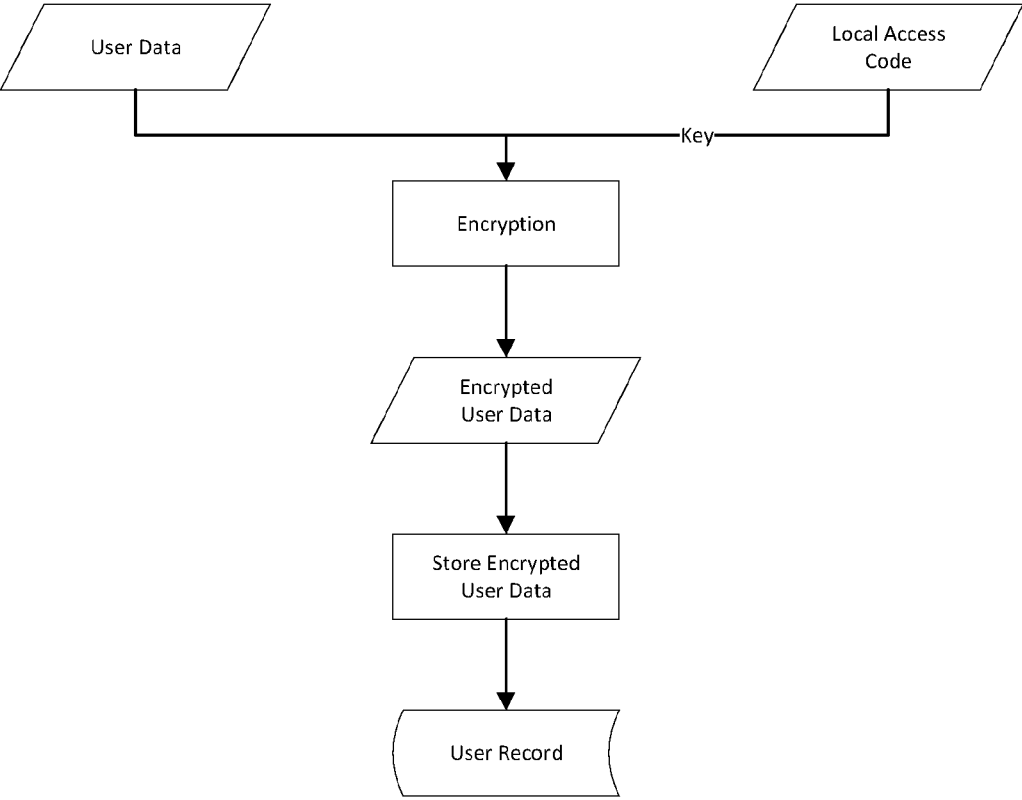 User Data
Local Access
Code
Key
Encryption
Encrypted
User Data
Store Encrypted
User Data
User Record